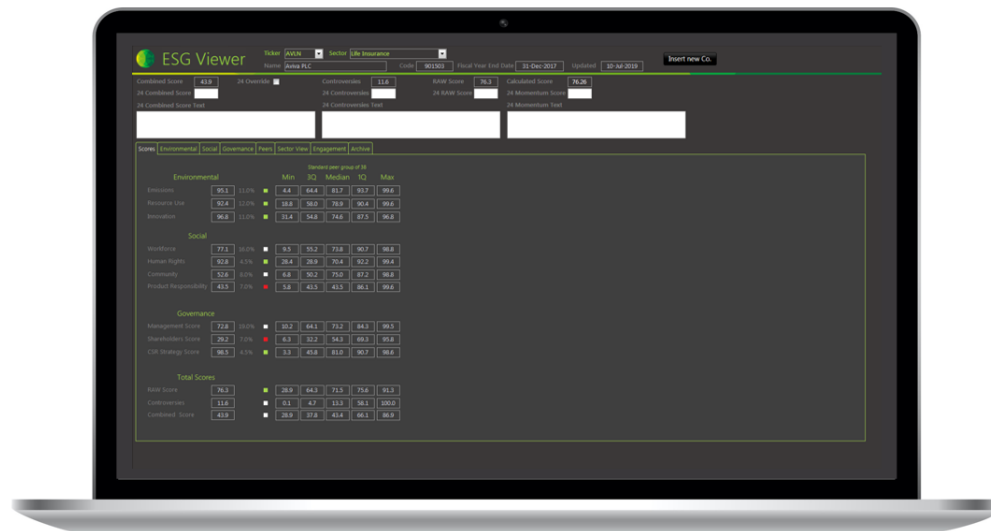 ESG Viewer
Ticker AVLN Sector Life Insurance
Name Aviva PLC Code 901503 Fiscal Year End Date 31-Dec-2017 Updated 10-Jul-2018
Insert new Co.
Combined Score 43.9 24 Override Controversies 11.6 RAW Score 76.3 Calculated Score 76.26
24 Combined Score 24 Controversies 24 RAW Score 24 Momentum Score
24 Combined Score Text 24 Controversies Text 24 Momentum Text
Scores Environmental Social Governance Peers Sector View Engagement Archive
Standard peer group of 56
Environmental Min 3Q Median 1Q Max
Emissions 95.1 11.0% 4.4 64.4 81.7 93.7 99.6
Resource Use 92.4 12.0% 18.8 58.0 78.9 90.4 99.6
Innovation 96.8 11.0% 31.4 54.8 74.6 87.5 96.8
Social
Workforce 77.1 16.0% 9.5 55.2 73.8 90.7 98.8
Human Rights 92.8 4.5% 28.4 28.9 70.4 92.2 99.4
Community 52.6 8.0% 6.8 50.2 75.0 87.2 98.8
Product Responsibility 43.5 7.0% 5.8 43.5 43.5 86.1 99.6
Governance
Management Score 72.8 19.0% 10.2 64.1 73.2 84.3 99.5
Shareholders Score 29.2 7.0% 6.3 32.2 54.3 69.3 95.8
CSR Strategy Score 98.5 4.5% 3.3 45.8 81.0 90.7 98.6
Total Scores
RAW Score 76.3 28.9 64.3 71.5 75.6 91.3
Controversies 11.6 0.1 4.7 13.3 58.1 100.0
Combined Score 43.9 28.9 37.8 43.4 66.1 86.9